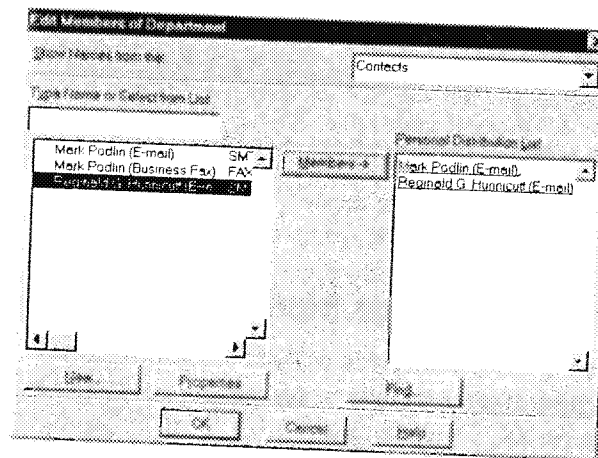 Edit Members of Department
Show Names from the:
Contacts
Type Name or Select from List
Personal Distribution List
Mark Podlin (E-mail) SMT
Mark Podlin (Business Fax) FAX
Reginald G. Hunnicutt (E-m SM
Members ->
Mark Podlin (E-mail);
Reginald G. Hunnicutt (E-mail)
New...
Properties
Find...
OK
Cancel
Help